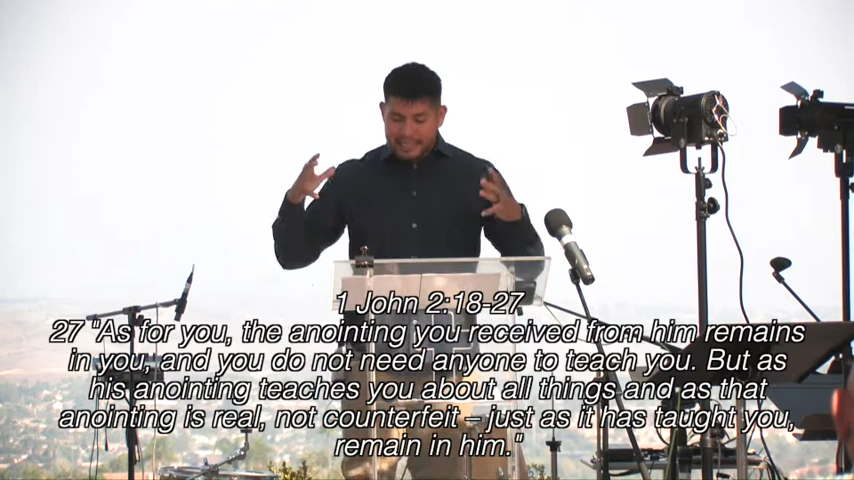 1 John 2:18-27
27 "As for you, the anointing you received from him remains
in you, and you do not need anyone to teach you. But as
his anointing teaches you about all things and as that
anointing is real, not counterfeit – just as it has taught you,
remain in him."